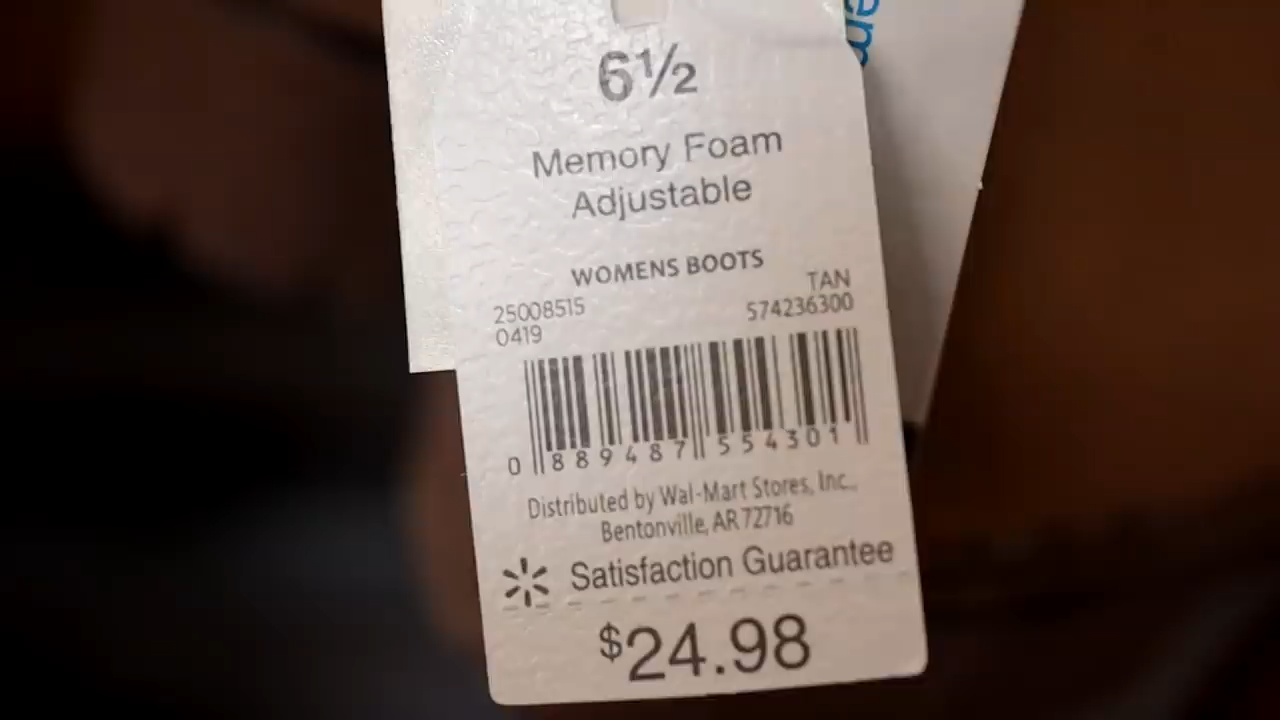 em
6½
Memory Foam
Adjustable
WOMENS BOOTS
TAN
25008515
574236300
0419
0 889487 554301
Distributed by Wal-Mart Stores, Inc.,
Bentonville, AR 72716
Satisfaction Guarantee
$24.98